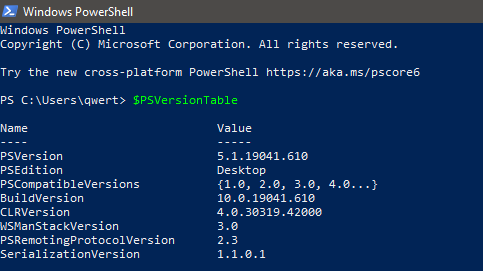 Windows PowerShell
Windows PowerShell
Copyright (C) Microsoft Corporation. All rights reserved.
Try the new cross-platform PowerShell https://aka.ms/pscore6
PS C:\Users\qwert> $PSVersionTable
Name                           Value
----                           -----
PSVersion                      5.1.19041.610
PSEdition                      Desktop
PSCompatibleVersions           {1.0, 2.0, 3.0, 4.0...}
BuildVersion                   10.0.19041.610
CLRVersion                     4.0.30319.42000
WSManStackVersion              3.0
PSRemotingProtocolVersion      2.3
SerializationVersion           1.1.0.1